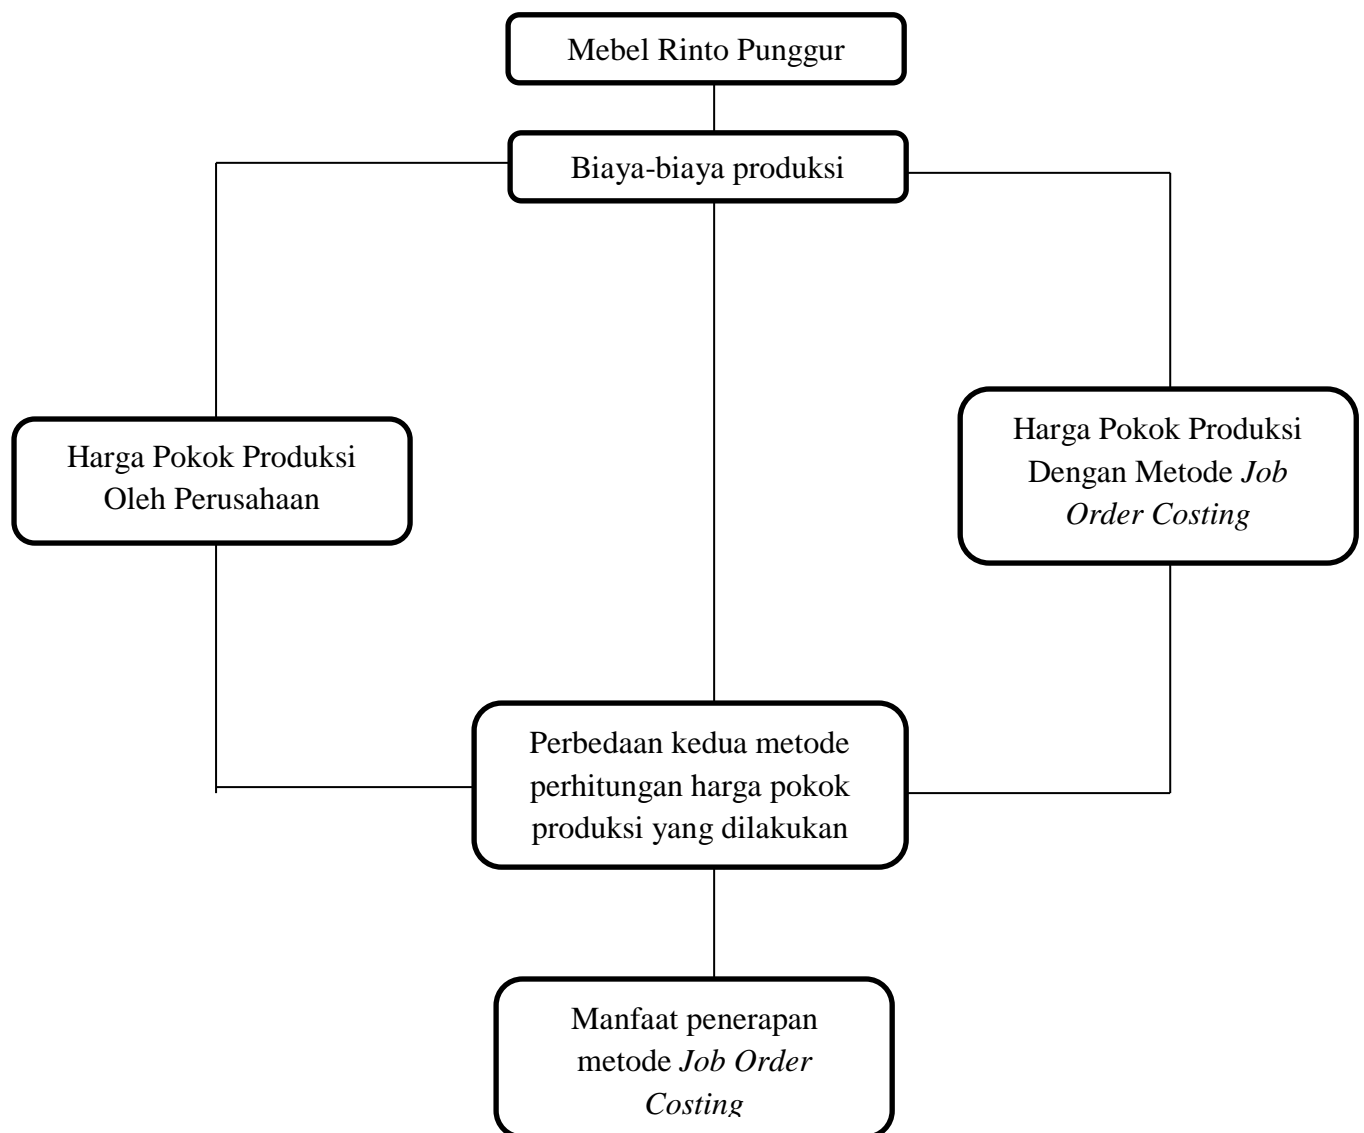 Mebel Rinto Punggur
Biaya-biaya produksi
Harga Pokok Produksi
Oleh Perusahaan
Harga Pokok Produksi
Dengan Metode Job
Order Costing
Perbedaan kedua metode
perhitungan harga pokok
produksi yang dilakukan
Manfaat penerapan
metode Job Order
Costing